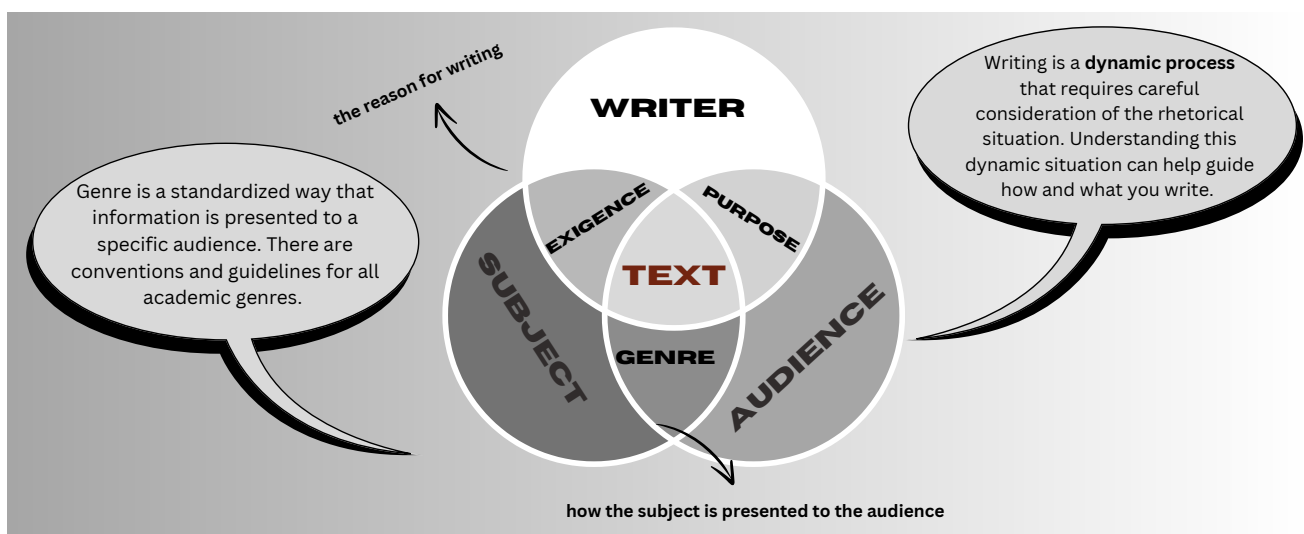 the reason for writing
WRITER
Writing is a dynamic process
that requires careful
consideration of the rhetorical
situation. Understanding this
dynamic situation can help guide
how and what you write.
Genre is a standardized way that
information is presented to a
specific audience. There are
conventions and guidelines for all
academic genres.
EXIGENCE
PURPOSE
TEXT
SUBJECT
AUDIENCE
GENRE
how the subject is presented to the audience